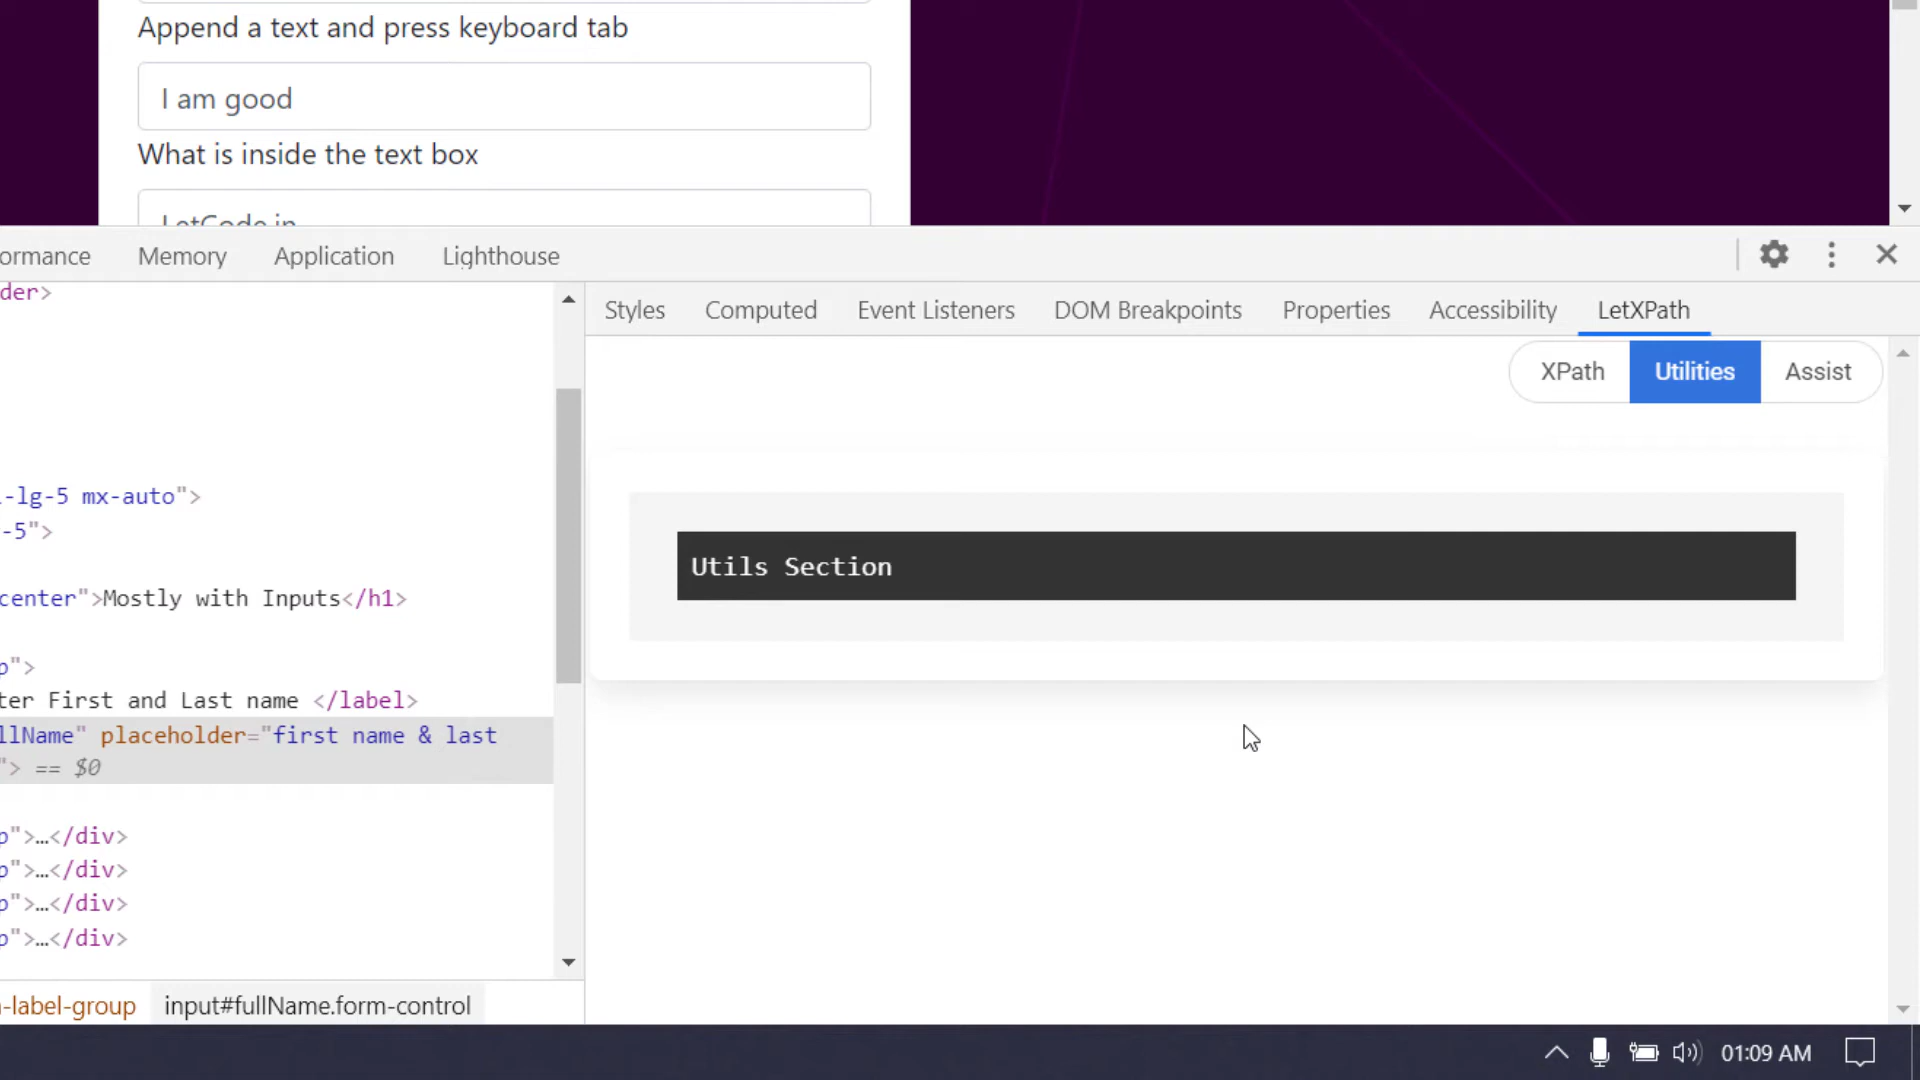 Append a text and press keyboard tab
I am good
What is inside the text box
LetCode.in
ormance Memory Application Lighthouse
der>
Styles Computed Event Listeners DOM Breakpoints Properties Accessibility LetXPath
XPath Utilities Assist
-lg-5 mx-auto">
-5">
Utils Section
center">Mostly with Inputs</h1>
p">
ter First and Last name </label>
llName" placeholder="first name & last
"> == $0
p">…</div>
p">…</div>
p">…</div>
p">…</div>
-label-group input#fullName.form-control
01:09 AM